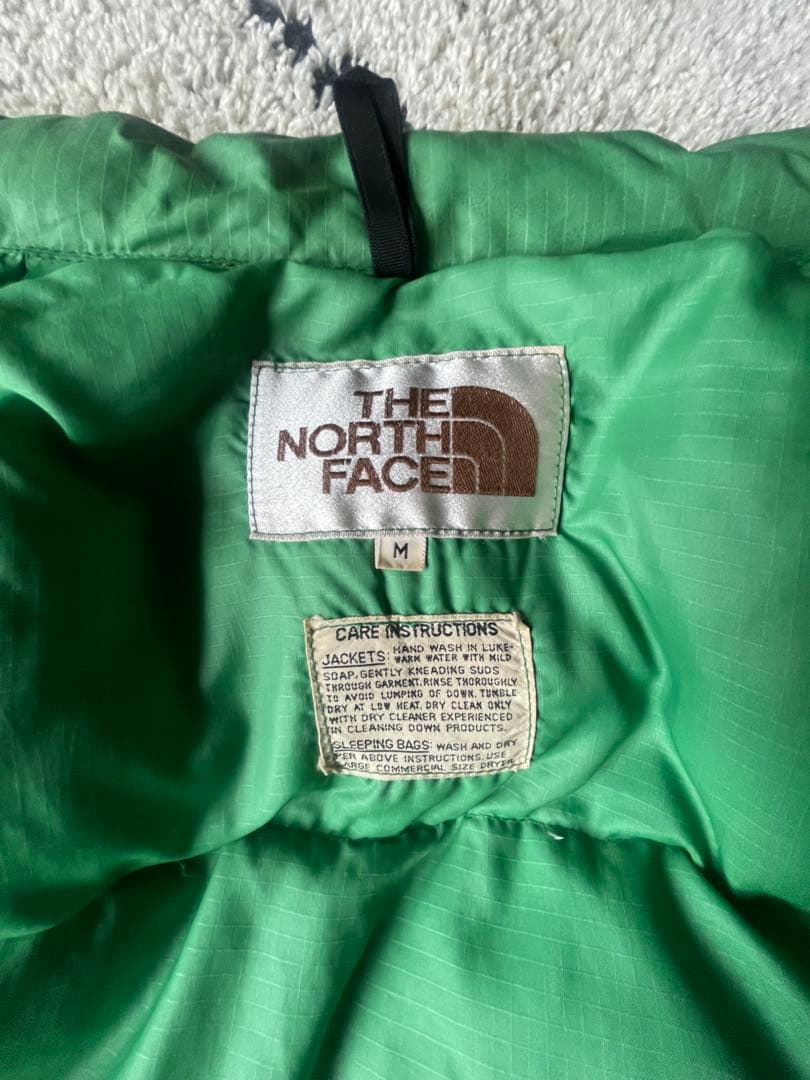 THE
NORTH
FACE
M
CARE INSTRUCTIONS
JACKETS: HAND WASH IN LUKE-
WARM WATER WITH MILD
SOAP. GENTLY KNEADING SUDS
THROUGH GARMENT. RINSE THOROUGHLY
TO AVOID LUMPING OF DOWN. TUMBLE
DRY AT LOW HEAT. DRY CLEAN ONLY
WITH DRY CLEANER EXPERIENCED
IN CLEANING DOWN PRODUCTS.
SLEEPING BAGS: WASH AND DRY
PER ABOVE INSTRUCTIONS. USE
LARGE COMMERCIAL SIZE DRYER